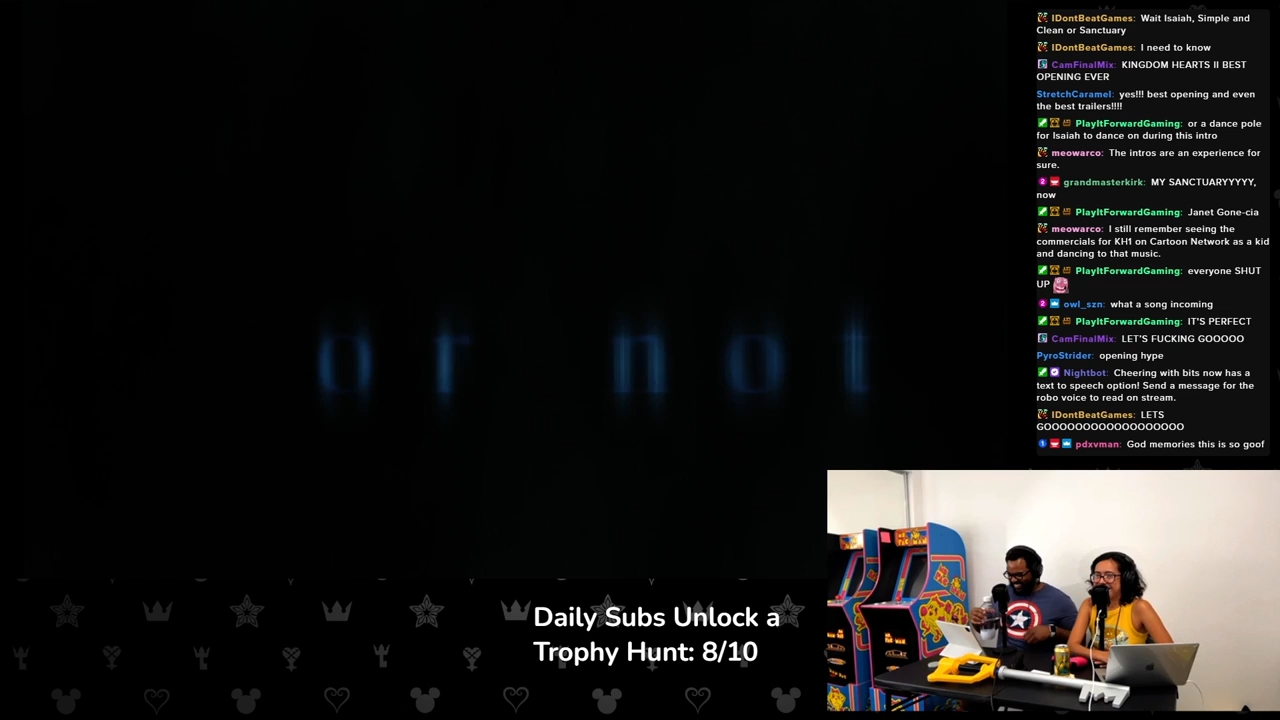 IDontBeatGames: Wait Isaiah, Simple and
Clean or Sanctuary
IDontBeatGames: I need to know
CamFinalMix: KINGDOM HEARTS II BEST
OPENING EVER
StretchCaramel: yes!!! best opening and even
the best trailers!!!!
PlayItForwardGaming: or a dance pole
for Isaiah to dance on during this intro
meowarco: The intros are an experience for
sure.
grandmasterkirk: MY SANCTUARYYYYY,
now
PlayItForwardGaming: Janet Gone-cia
meowarco: I still remember seeing the
commercials for KH1 on Cartoon Network as a kid
and dancing to that music.
PlayItForwardGaming: everyone SHUT
UP
owl_szn: what a song incoming
PlayItForwardGaming: IT'S PERFECT
CamFinalMix: LET'S FUCKING GOOOOO
PyroStrider: opening hype
Nightbot: Cheering with bits now has a
text to speech option! Send a message for the
robo voice to read on stream.
IDontBeatGames: LETS
GOOOOOOOOOOOOOOOOOO
pdxvman: God memories this is so goof
or not
Daily Subs Unlock a
Trophy Hunt: 8/10